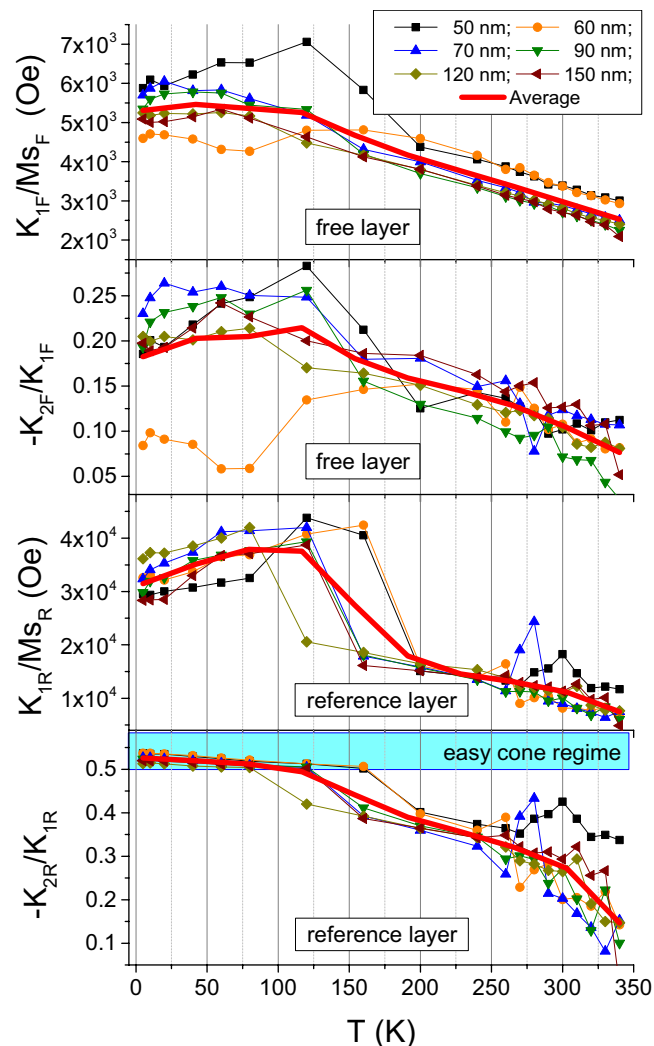 50 nm; 60 nm;
70 nm; 90 nm;
120 nm; 150 nm;
Average
K1F/MsF (Oe)
7x10³
6x10³
5x10³
4x10³
3x10³
2x10³
free layer
-K2F/K1F
0.25
0.20
0.15
0.10
0.05
free layer
K1R/MsR (Oe)
4x10⁴
3x10⁴
2x10⁴
1x10⁴
reference layer
easy cone regime
-K2R/K1R
0.5
0.4
0.3
0.2
0.1
reference layer
0 50 100 150 200 250 300 350
T (K)